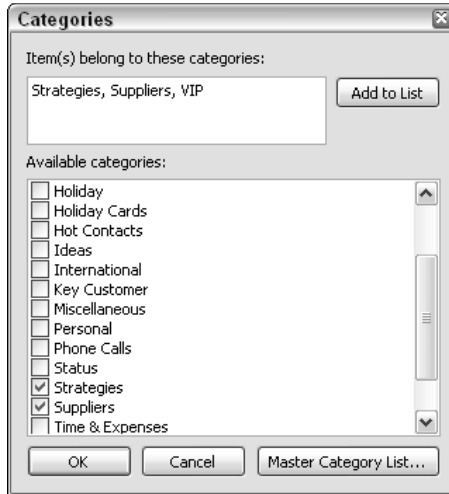 Categories
Item(s) belong to these categories:
Strategies, Suppliers, VIP
Add to List
Available categories:
Holiday
Holiday Cards
Hot Contacts
Ideas
International
Key Customer
Miscellaneous
Personal
Phone Calls
Status
Strategies
Suppliers
Time & Expenses
OK
Cancel
Master Category List...